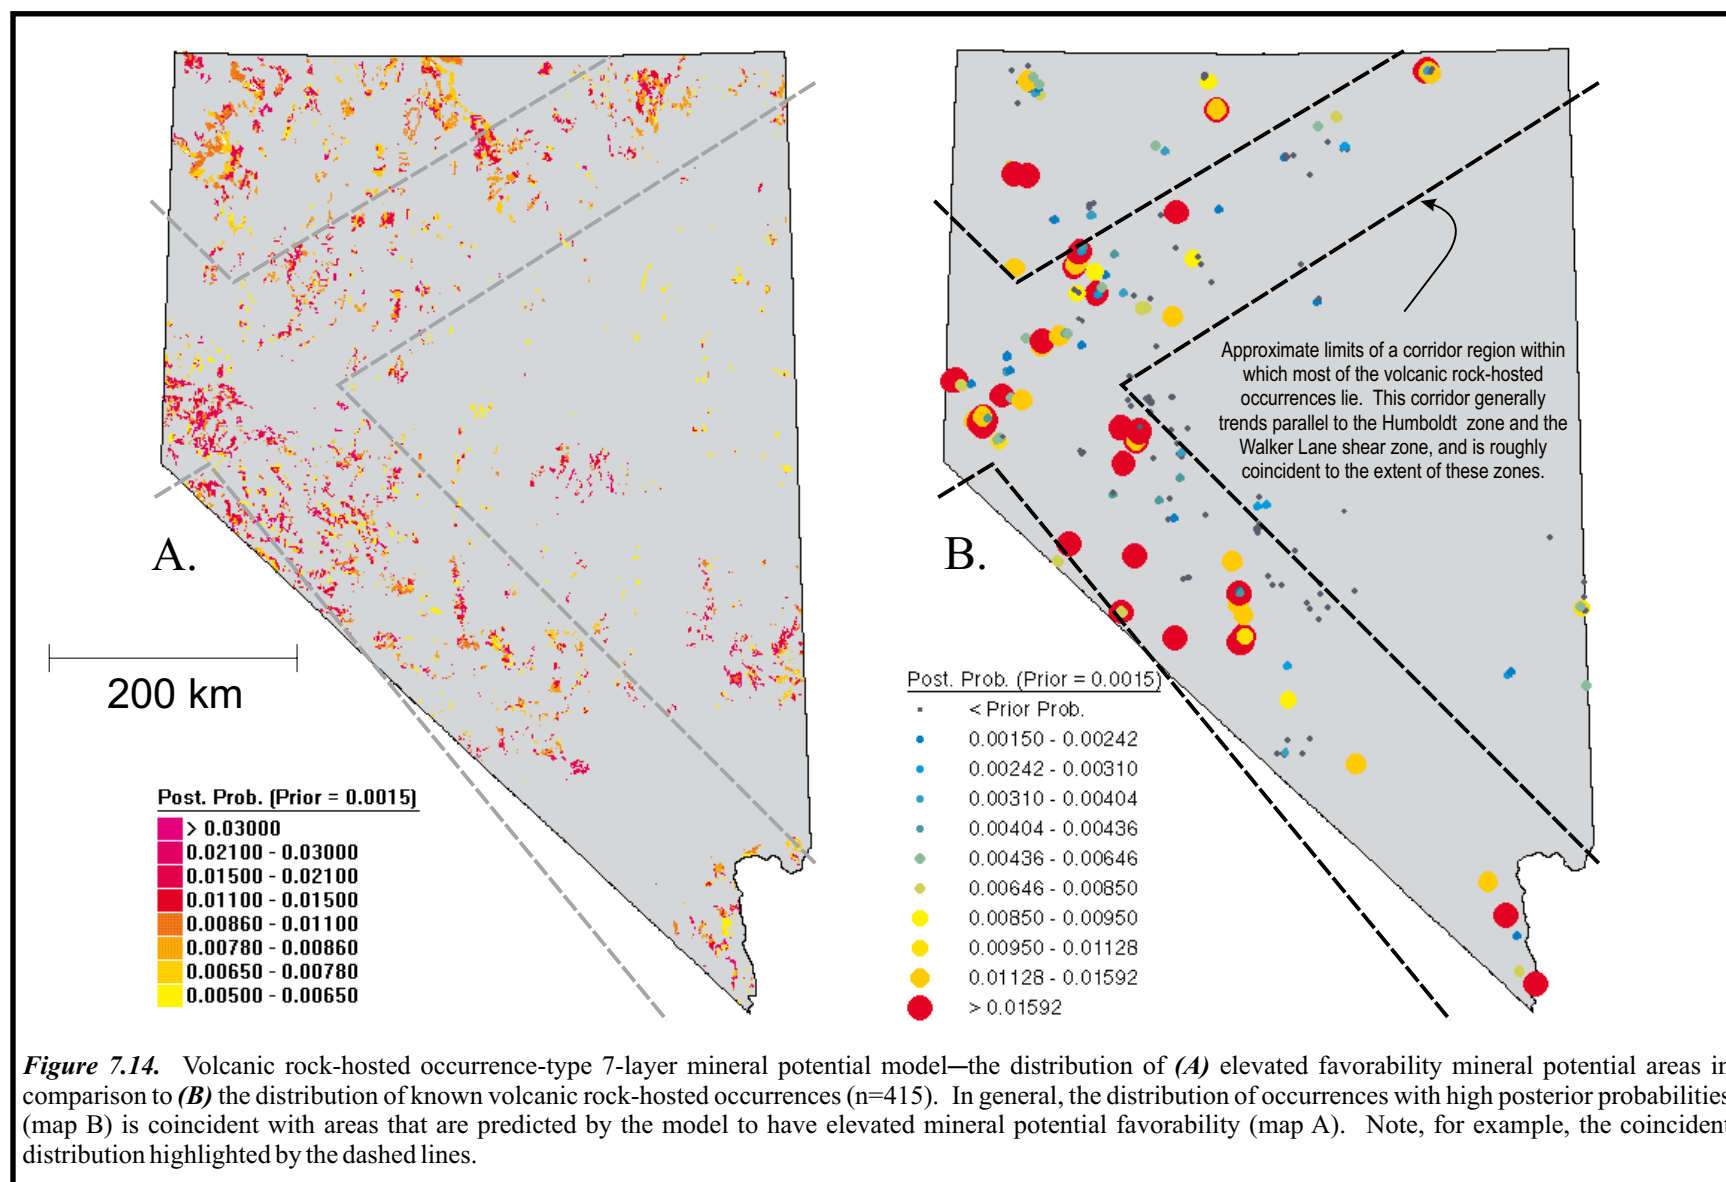 A.
200 km
Post. Prob. (Prior = 0.0015)
> 0.03000
0.02100 - 0.03000
0.01500 - 0.02100
0.01100 - 0.01500
0.00860 - 0.01100
0.00780 - 0.00860
0.00650 - 0.00780
0.00500 - 0.00650
Approximate limits of a corridor region within
which most of the volcanic rock-hosted
occurrences lie. This corridor generally
trends parallel to the Humboldt zone and the
Walker Lane shear zone, and is roughly
coincident to the extent of these zones.
B.
Post. Prob. (Prior = 0.0015)
< Prior Prob.
0.00150 - 0.00242
0.00242 - 0.00310
0.00310 - 0.00404
0.00404 - 0.00436
0.00436 - 0.00646
0.00646 - 0.00850
0.00850 - 0.00950
0.00950 - 0.01128
0.01128 - 0.01592
> 0.01592
Figure 7.14. Volcanic rock-hosted occurrence-type 7-layer mineral potential model—the distribution of (A) elevated favorability mineral potential areas in
comparison to (B) the distribution of known volcanic rock-hosted occurrences (n=415). In general, the distribution of occurrences with high posterior probabilities
(map B) is coincident with areas that are predicted by the model to have elevated mineral potential favorability (map A). Note, for example, the coincident
distribution highlighted by the dashed lines.